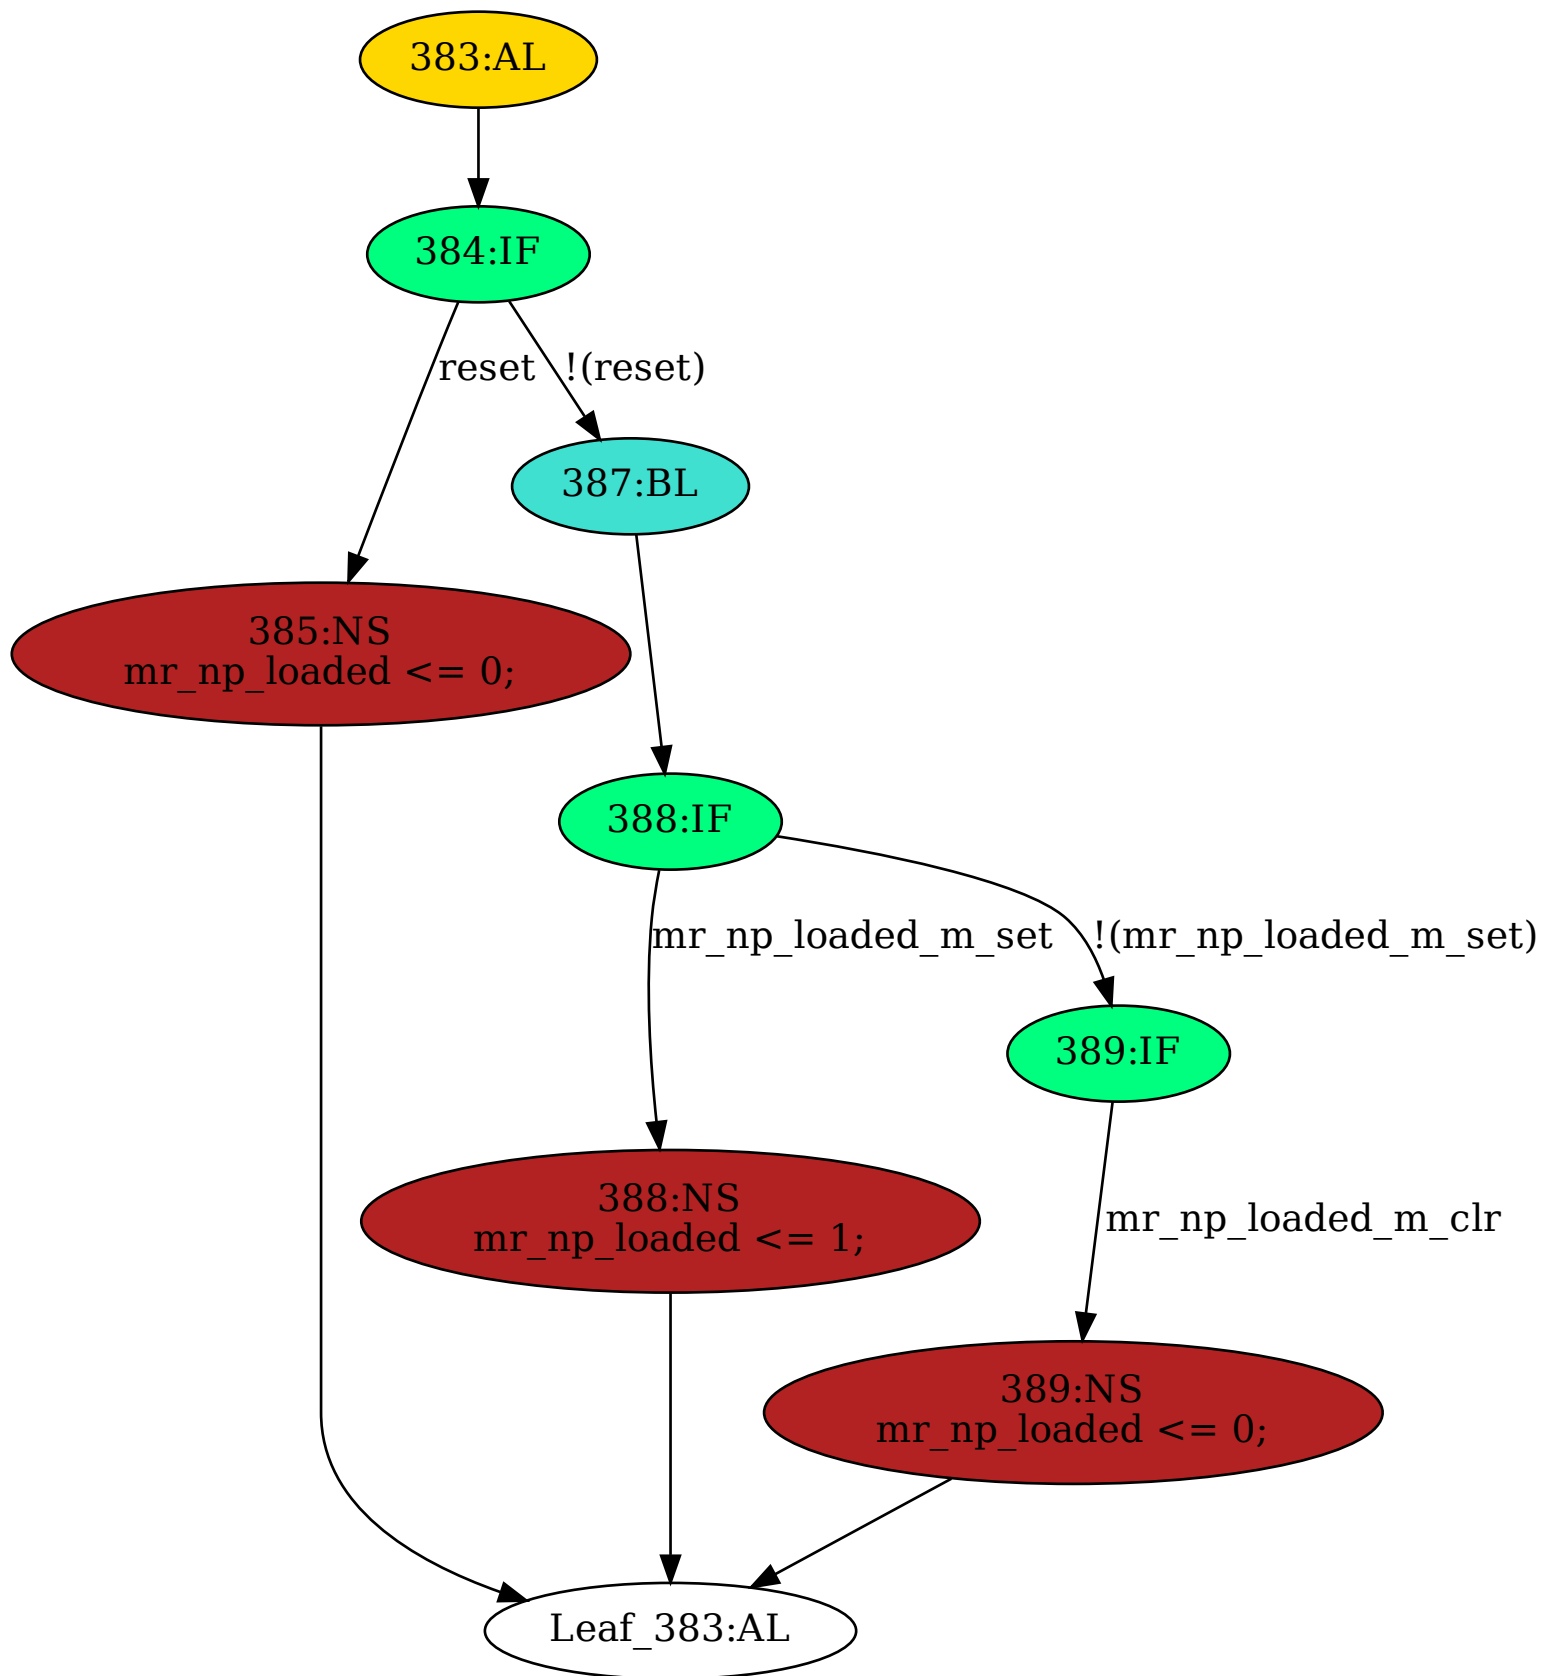 383:AL
384:IF
reset
!(reset)
387:BL
385:NS
mr_np_loaded <= 0;
388:IF
mr_np_loaded_m_set
!(mr_np_loaded_m_set)
389:IF
388:NS
mr_np_loaded <= 1;
mr_np_loaded_m_clr
389:NS
mr_np_loaded <= 0;
Leaf_383:AL